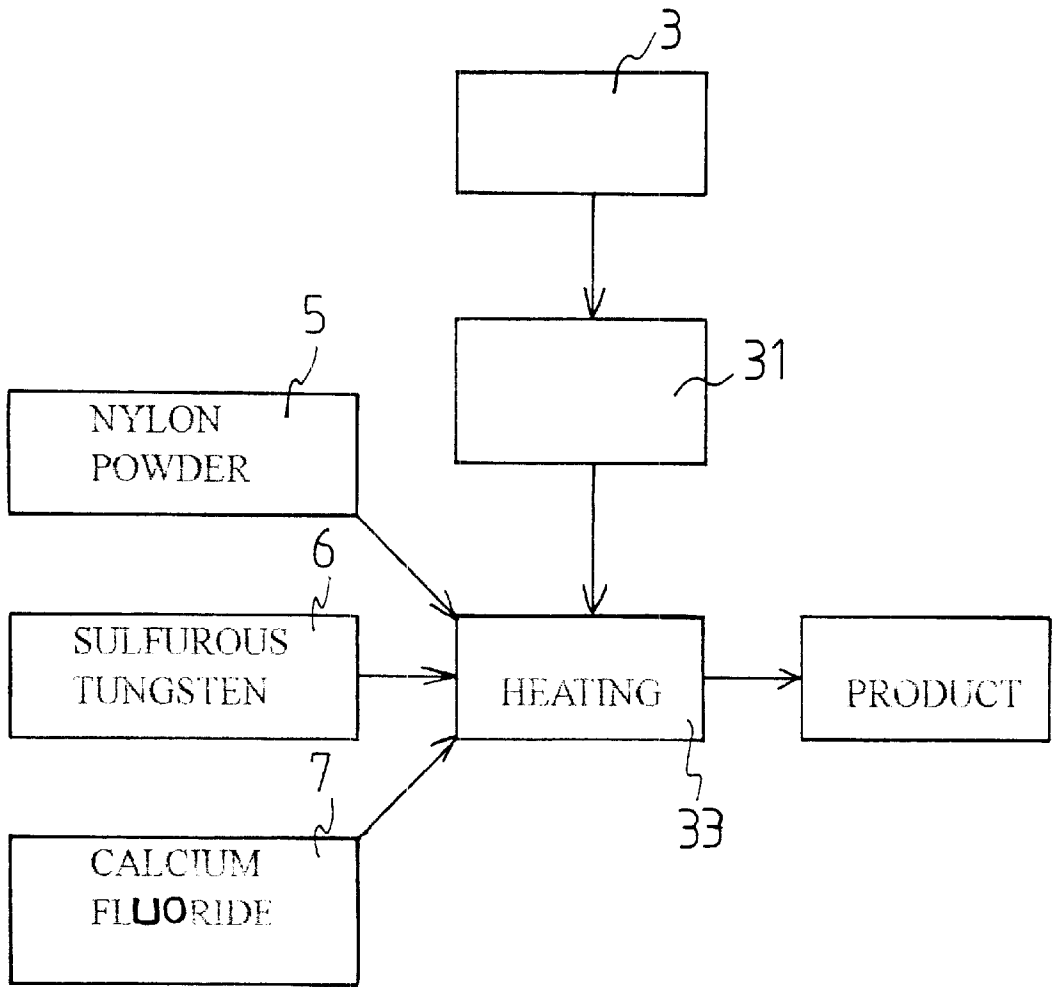 3
31
5
NYLON
POWDER
6
SULFUROUS
TUNGSTEN
HEATING
PRODUCT
33
7
CALCIUM
FLUORIDE